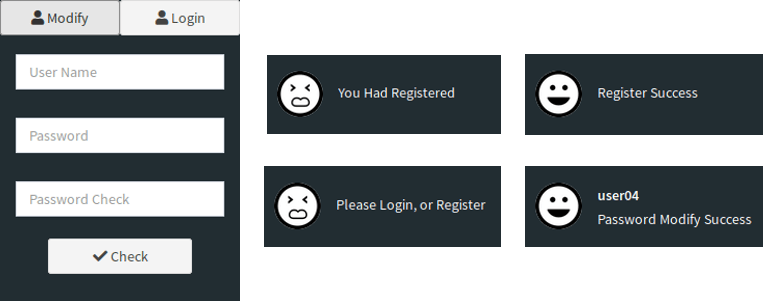 Modify
Login
User Name
Password
Password Check
Check
You Had Registered
Register Success
Please Login, or Register
user04
Password Modify Success